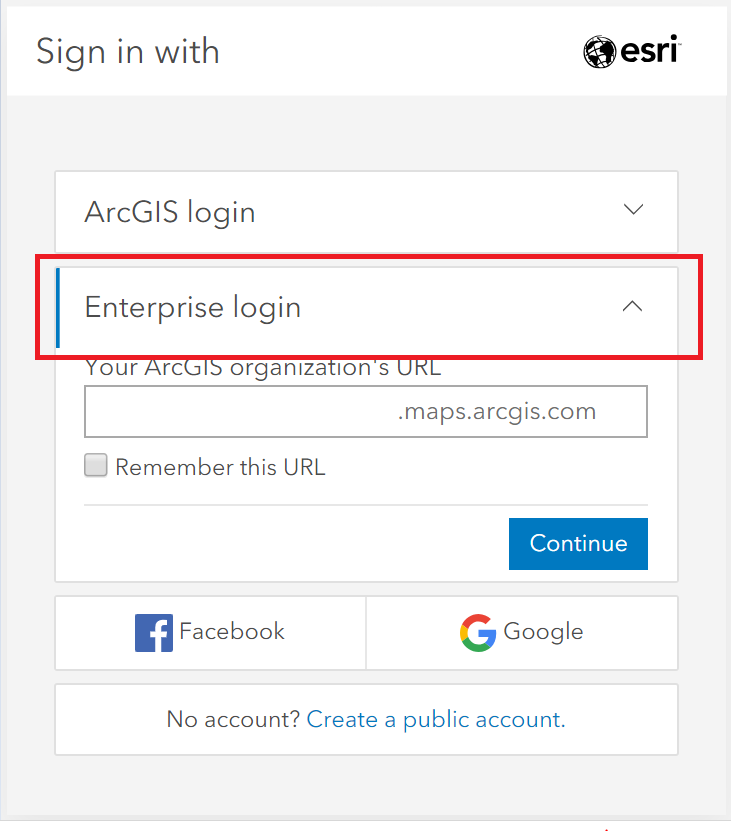 Sign in with
esri
ArcGIS login
Enterprise login
Your ArcGIS organization's URL
.maps.arcgis.com
Remember this URL
Continue
Facebook
Google
No account? Create a public account.